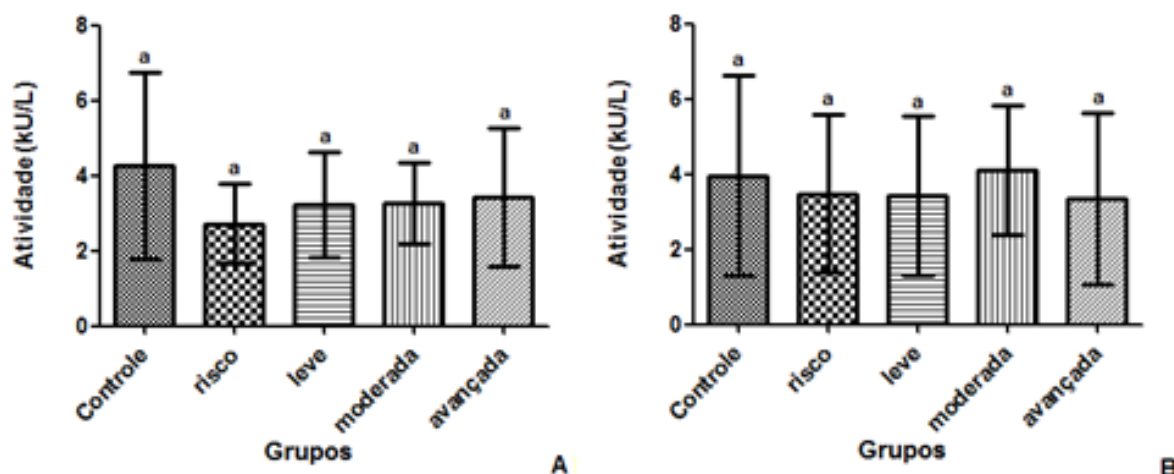 Atividade(kU/L)
8
6
4
2
0
a
a
a
a
a
Controle
risco
leve
moderada
avançada
Grupos
A
Atividade(kU/L)
8
6
4
2
0
a
a
a
a
a
Controle
risco
leve
moderada
avançada
Grupos
B